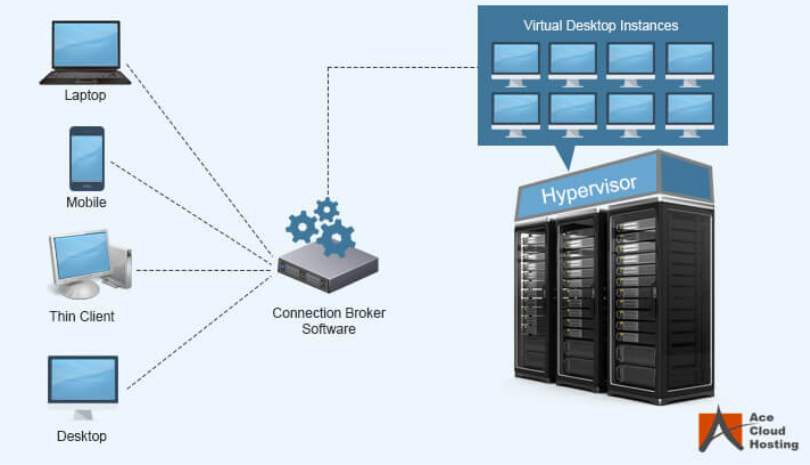 Virtual Desktop Instances
Laptop
Hypervisor
Mobile
Thin Client
Connection Broker
Software
Desktop
Ace
Cloud
Hosting